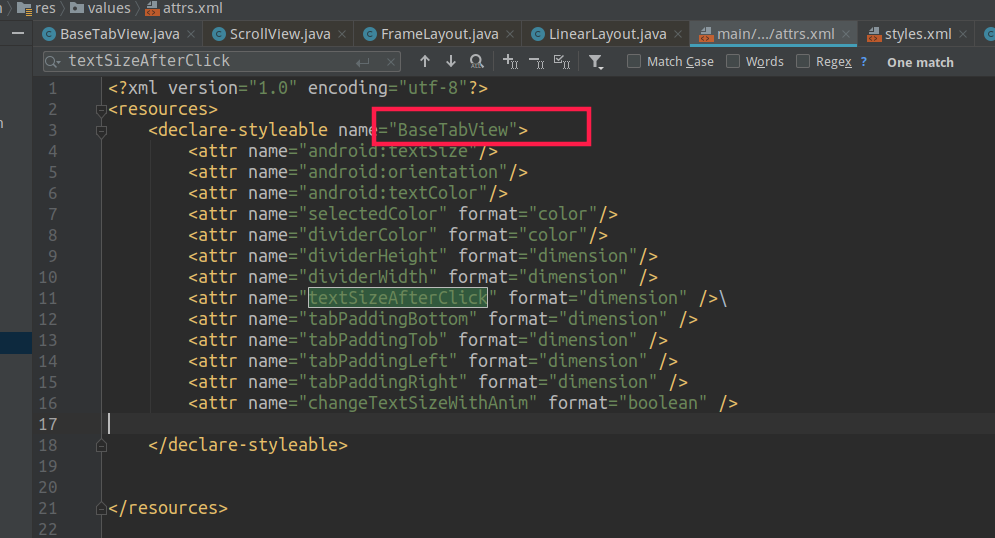 res values attrs.xml
BaseTabView.java ScrollView.java FrameLayout.java LinearLayout.java main/.../attrs.xml styles.xml
textSizeAfterClick Match Case Words Regex ? One match
1 <?xml version="1.0" encoding="utf-8"?>
2 <resources>
3 <declare-styleable name="BaseTabView">
4 <attr name="android:textSize"/>
5 <attr name="android:orientation"/>
6 <attr name="android:textColor"/>
7 <attr name="selectedColor" format="color"/>
8 <attr name="dividerColor" format="color"/>
9 <attr name="dividerHeight" format="dimension"/>
10 <attr name="dividerWidth" format="dimension" />
11 <attr name="textSizeAfterClick" format="dimension" />\
12 <attr name="tabPaddingBottom" format="dimension" />
13 <attr name="tabPaddingTob" format="dimension" />
14 <attr name="tabPaddingLeft" format="dimension" />
15 <attr name="tabPaddingRight" format="dimension" />
16 <attr name="changeTextSizeWithAnim" format="boolean" />
17
18 </declare-styleable>
19
20
21 </resources>
22